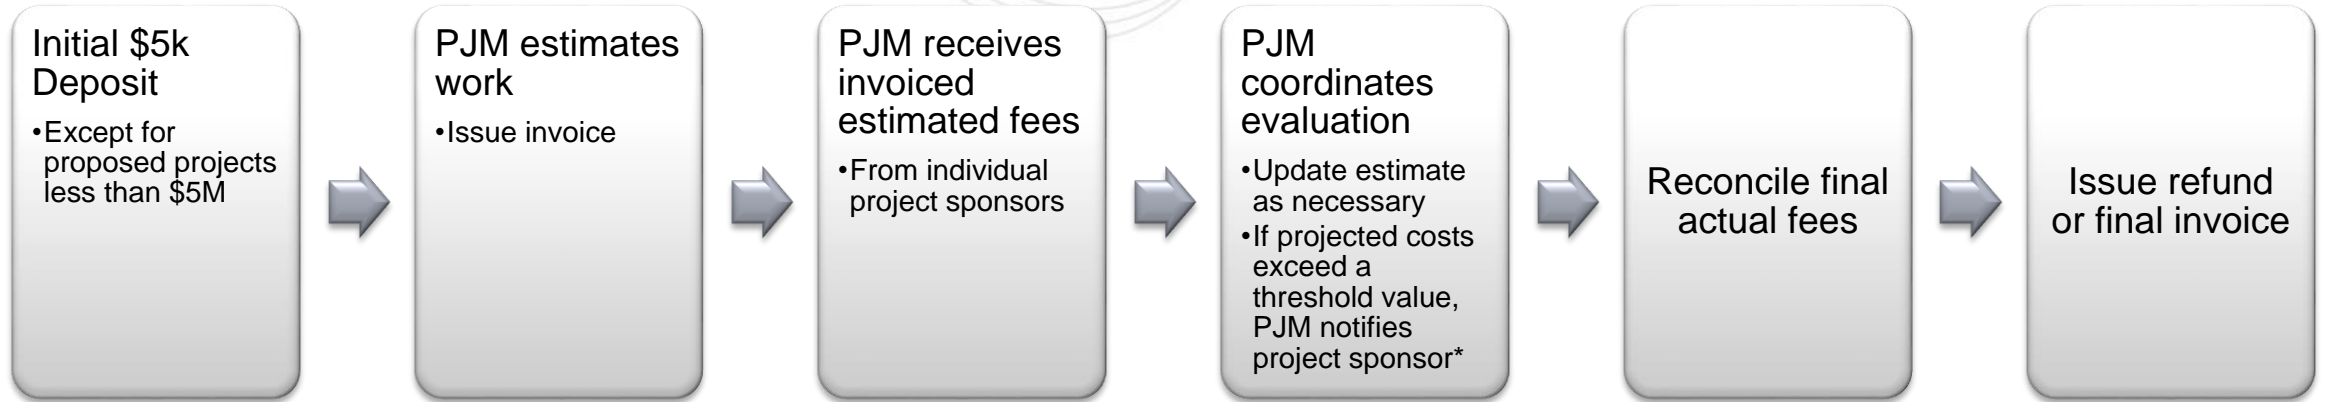 Initial $5k
Deposit
•Except for
proposed projects
less than $5M
PJM estimates
work
•Issue invoice
PJM receives
invoiced
estimated fees
•From individual
project sponsors
PJM
coordinates
evaluation
•Update estimate
as necessary
•If projected costs
exceed a
threshold value,
PJM notifies
project sponsor*
Reconcile final
actual fees
Issue refund
or final invoice